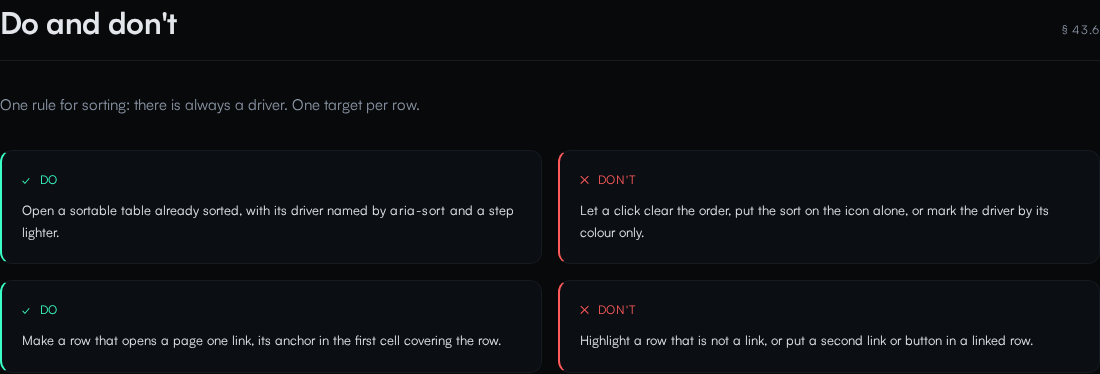 Do and don't
§ 43.6
One rule for sorting: there is always a driver. One target per row.
✓ DO
Open a sortable table already sorted, with its driver named by aria-sort and a step
lighter.
✕ DON'T
Let a click clear the order, put the sort on the icon alone, or mark the driver by its
colour only.
✓ DO
Make a row that opens a page one link, its anchor in the first cell covering the row.
✕ DON'T
Highlight a row that is not a link, or put a second link or button in a linked row.